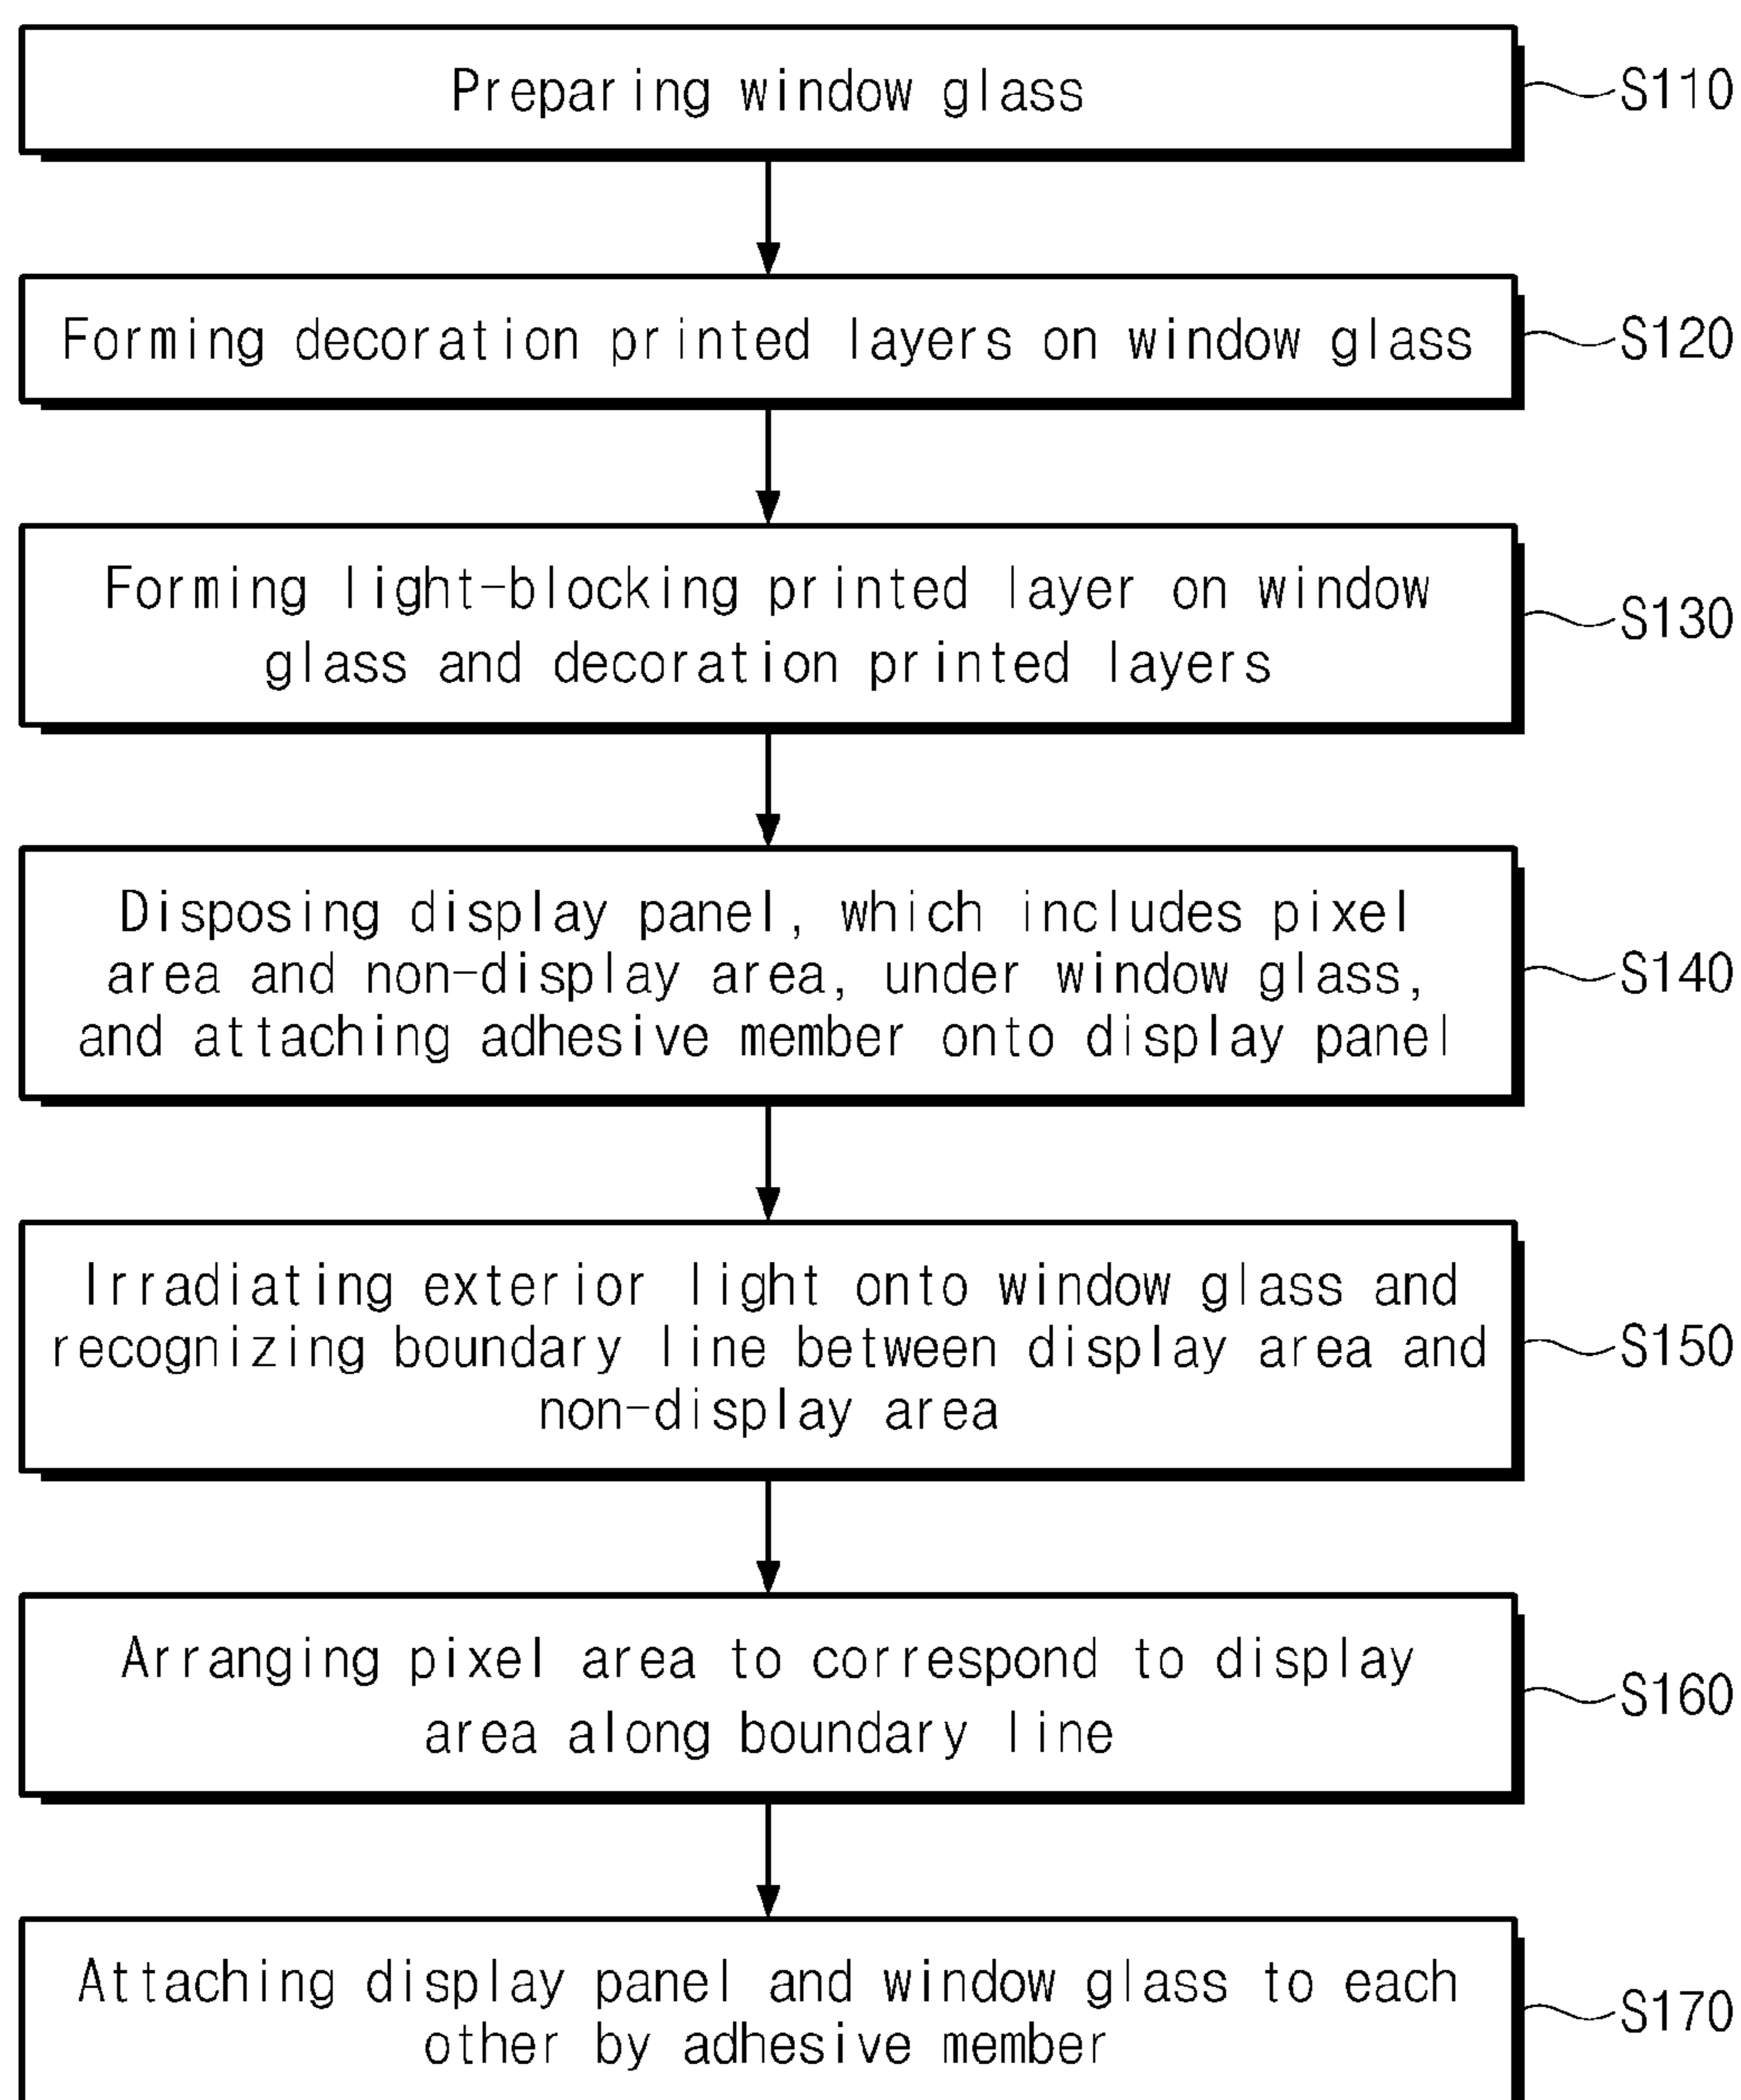 Preparing window glass
S110
Forming decoration printed layers on window glass
S120
Forming light-blocking printed layer on window
glass and decoration printed layers
S130
Disposing display panel, which includes pixel
area and non-display area, under window glass,
and attaching adhesive member onto display panel
S140
Irradiating exterior light onto window glass and
recognizing boundary line between display area and
non-display area
S150
Arranging pixel area to correspond to display
area along boundary line
S160
Attaching display panel and window glass to each
other by adhesive member
S170